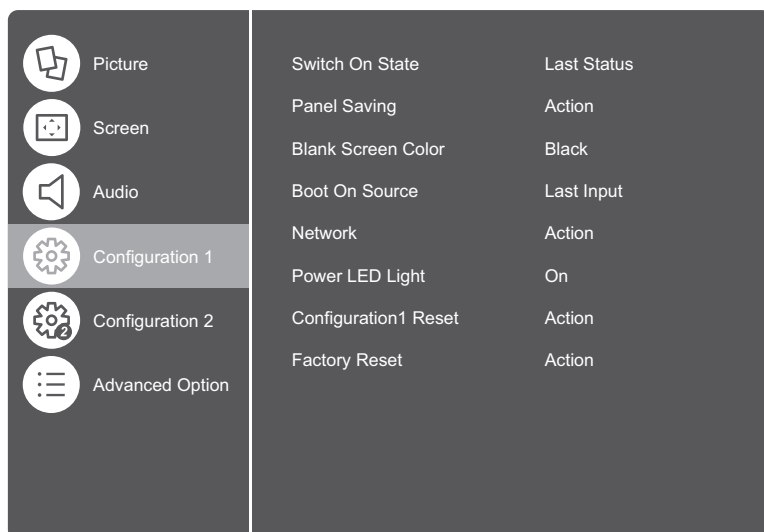 Picture
Screen
Audio
Configuration 1
2
Configuration 2
Advanced Option
Switch On State Last Status
Panel Saving Action
Blank Screen Color Black
Boot On Source Last Input
Network Action
Power LED Light On
Configuration1 Reset Action
Factory Reset Action